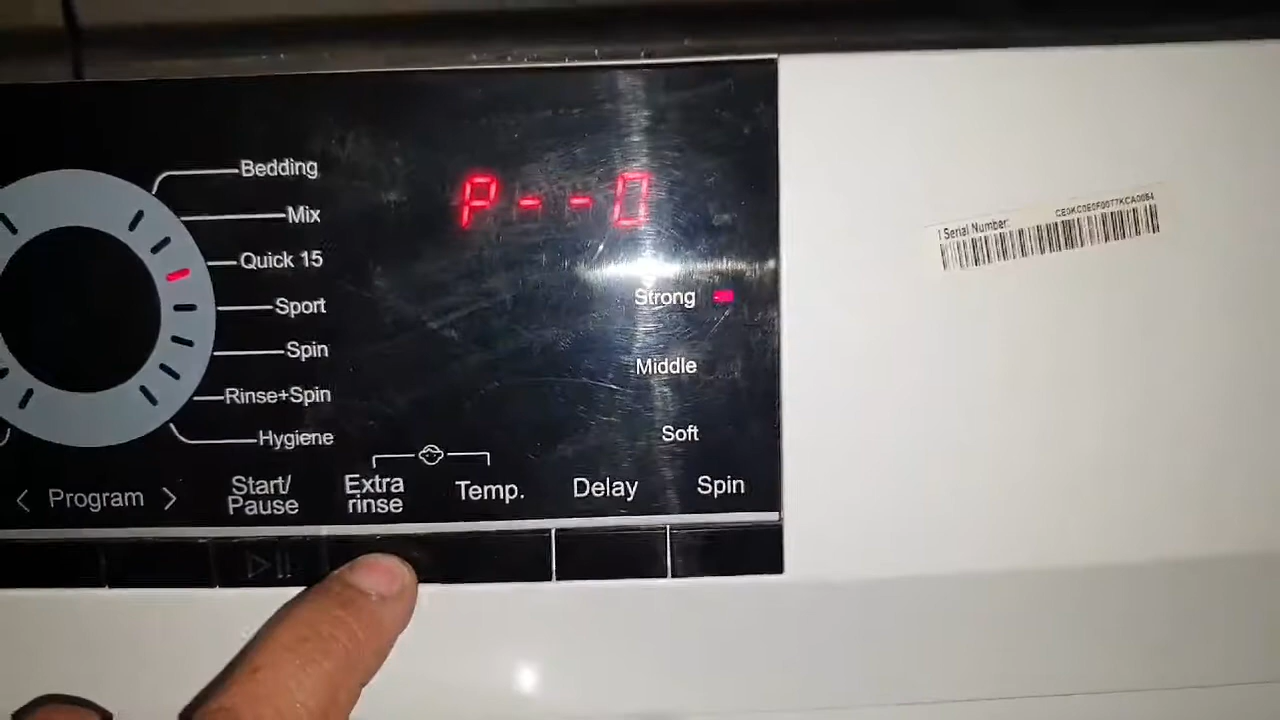 Bedding
P--0
Mix
Serial Number:
CE0KC0E0F0077KCA0064
Quick 15
Strong
Sport
Spin
Middle
Rinse+Spin
Soft
Hygiene
< Program >
Start/
Pause
Extra
rinse
Temp.
Delay
Spin